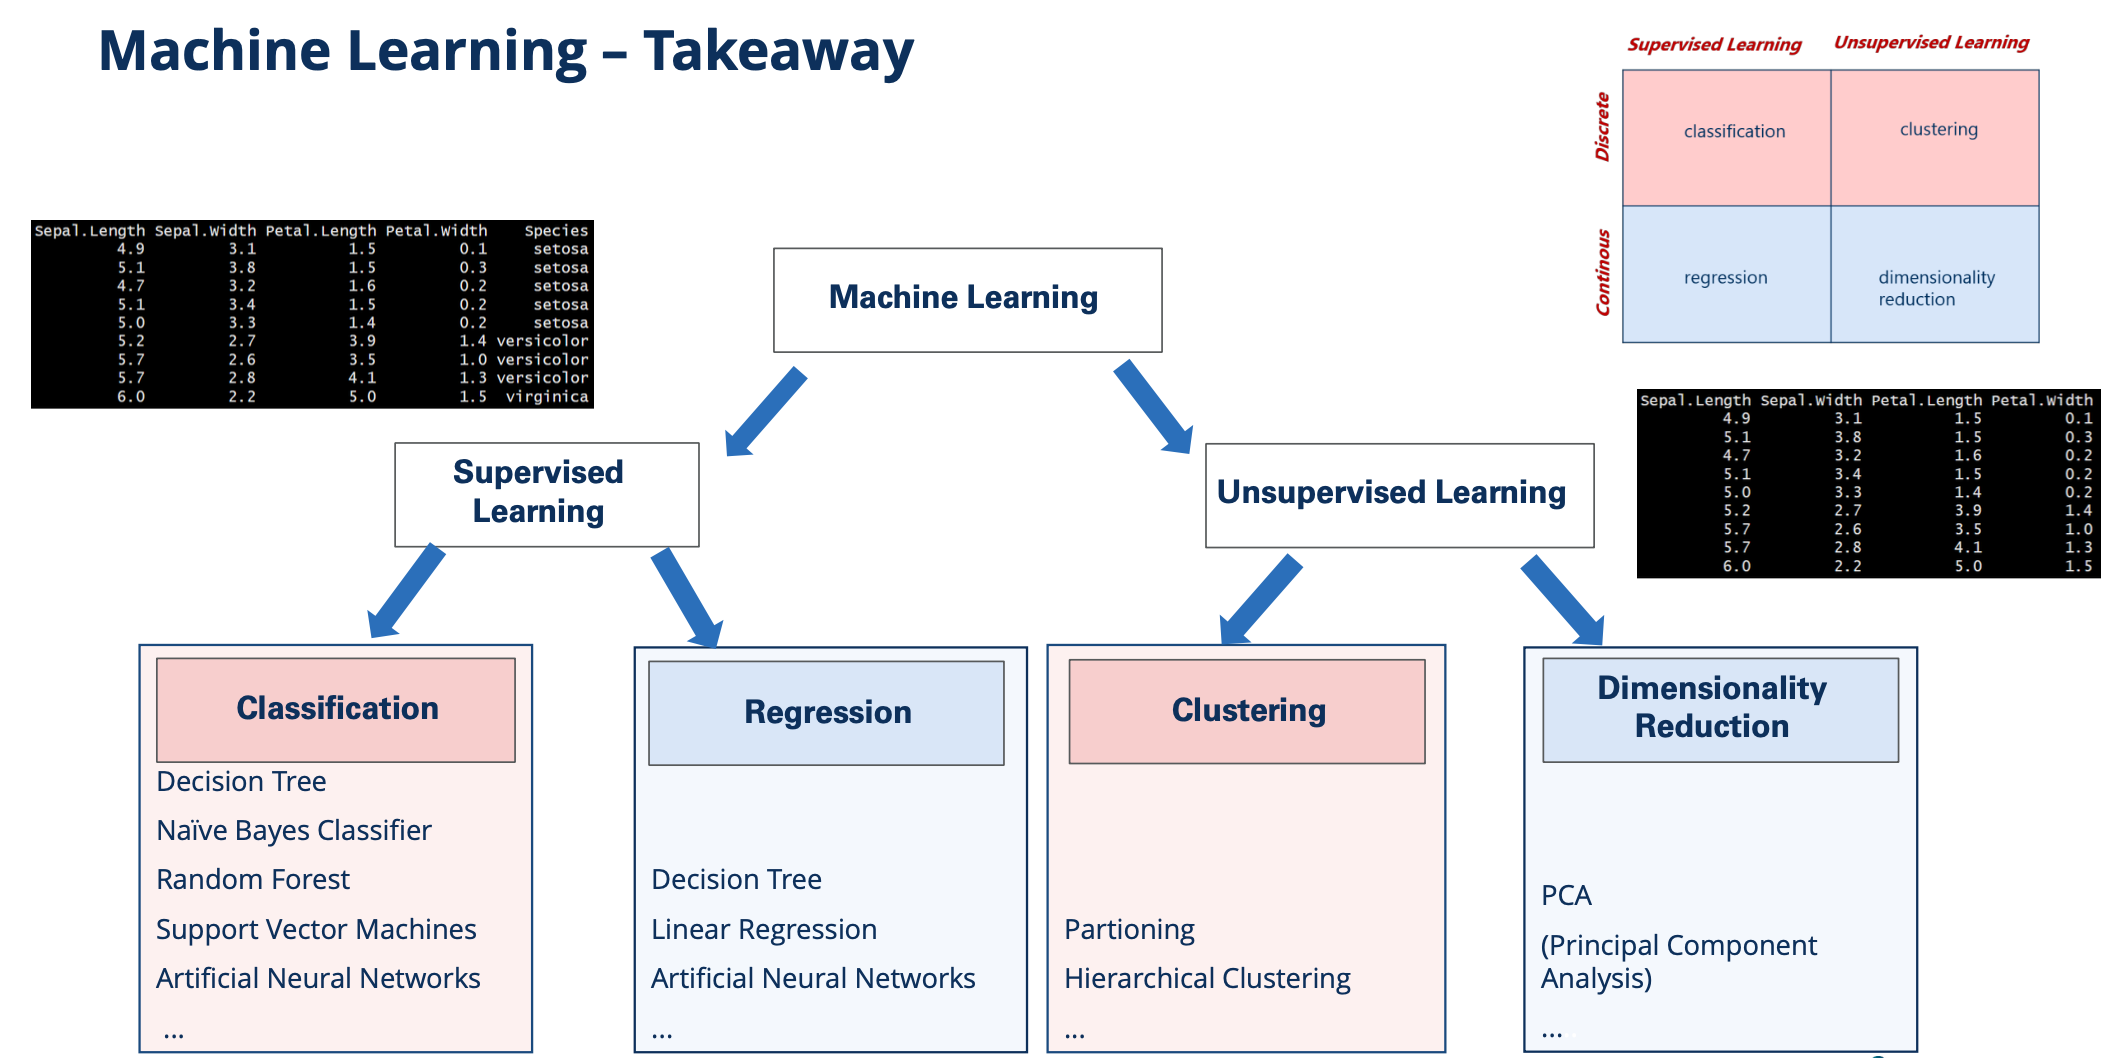 Machine Learning – Takeaway
Supervised Learning Unsupervised Learning
Discrete
classification clustering
Continous
regression dimensionality
reduction
Sepal.Length Sepal.Width Petal.Length Petal.Width Species
4.9 3.1 1.5 0.1 setosa
5.1 3.8 1.5 0.3 setosa
4.7 3.2 1.6 0.2 setosa
5.1 3.4 1.5 0.2 setosa
5.0 3.3 1.4 0.2 setosa
5.2 2.7 3.9 1.4 versicolor
5.7 2.6 3.5 1.0 versicolor
5.7 2.8 4.1 1.3 versicolor
6.0 2.2 5.0 1.5 virginica
Machine Learning
Sepal.Length Sepal.Width Petal.Length Petal.Width
4.9 3.1 1.5 0.1
5.1 3.8 1.5 0.3
4.7 3.2 1.6 0.2
5.1 3.4 1.5 0.2
5.0 3.3 1.4 0.2
5.2 2.7 3.9 1.4
5.7 2.6 3.5 1.0
5.7 2.8 4.1 1.3
6.0 2.2 5.0 1.5
Supervised
Learning
Unsupervised Learning
Classification
Decision Tree
Naïve Bayes Classifier
Random Forest
Support Vector Machines
Artificial Neural Networks
...
Regression
Decision Tree
Linear Regression
Artificial Neural Networks
...
Clustering
Partioning
Hierarchical Clustering
...
Dimensionality
Reduction
PCA
(Principal Component
Analysis)
...